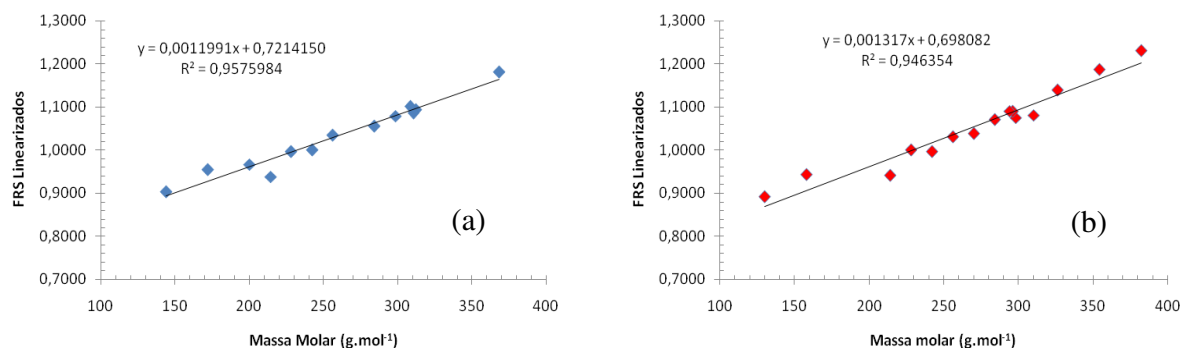 1,3000
1,2000
1,1000
1,0000
0,9000
0,8000
0,7000
FRS Linearizados
y = 0,0011991x + 0,7214150
R² = 0,9575984
(a)
100 150 200 250 300 350 400
Massa Molar (g.mol⁻¹)
1,3000
1,2000
1,1000
1,0000
0,9000
0,8000
0,7000
FRS Linearizados
y = 0,001317x + 0,698082
R² = 0,946354
(b)
100 150 200 250 300 350 400
Massa molar (g.mol⁻¹)